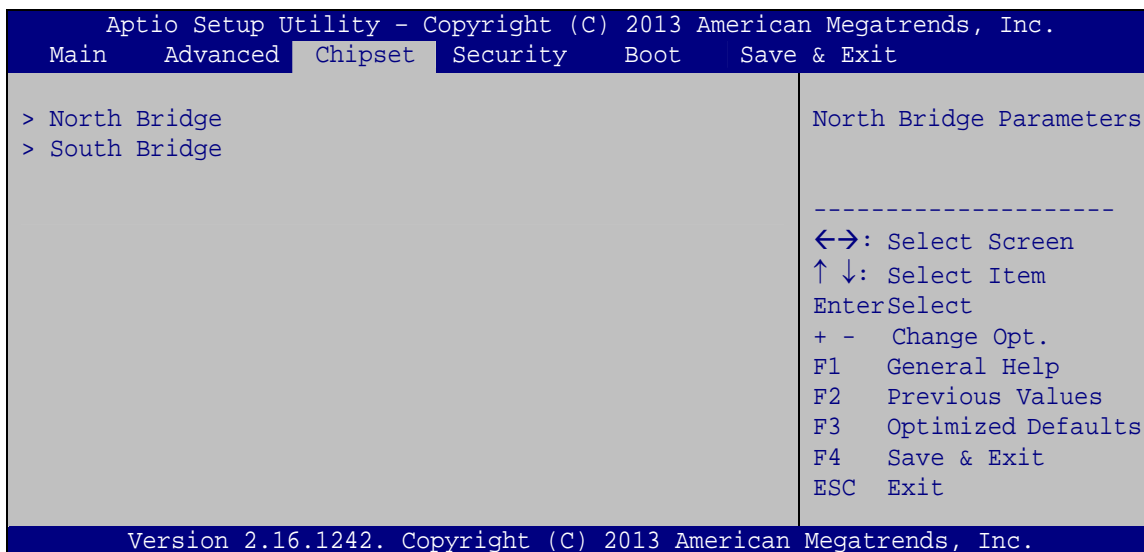 Aptio Setup Utility – Copyright (C) 2013 American Megatrends, Inc.
Main Advanced Chipset Security Boot Save & Exit
> North Bridge
> South Bridge
North Bridge Parameters
---------------------
←→: Select Screen
↑ ↓: Select Item
EnterSelect
+ - Change Opt.
F1 General Help
F2 Previous Values
F3 Optimized Defaults
F4 Save & Exit
ESC Exit
Version 2.16.1242. Copyright (C) 2013 American Megatrends, Inc.